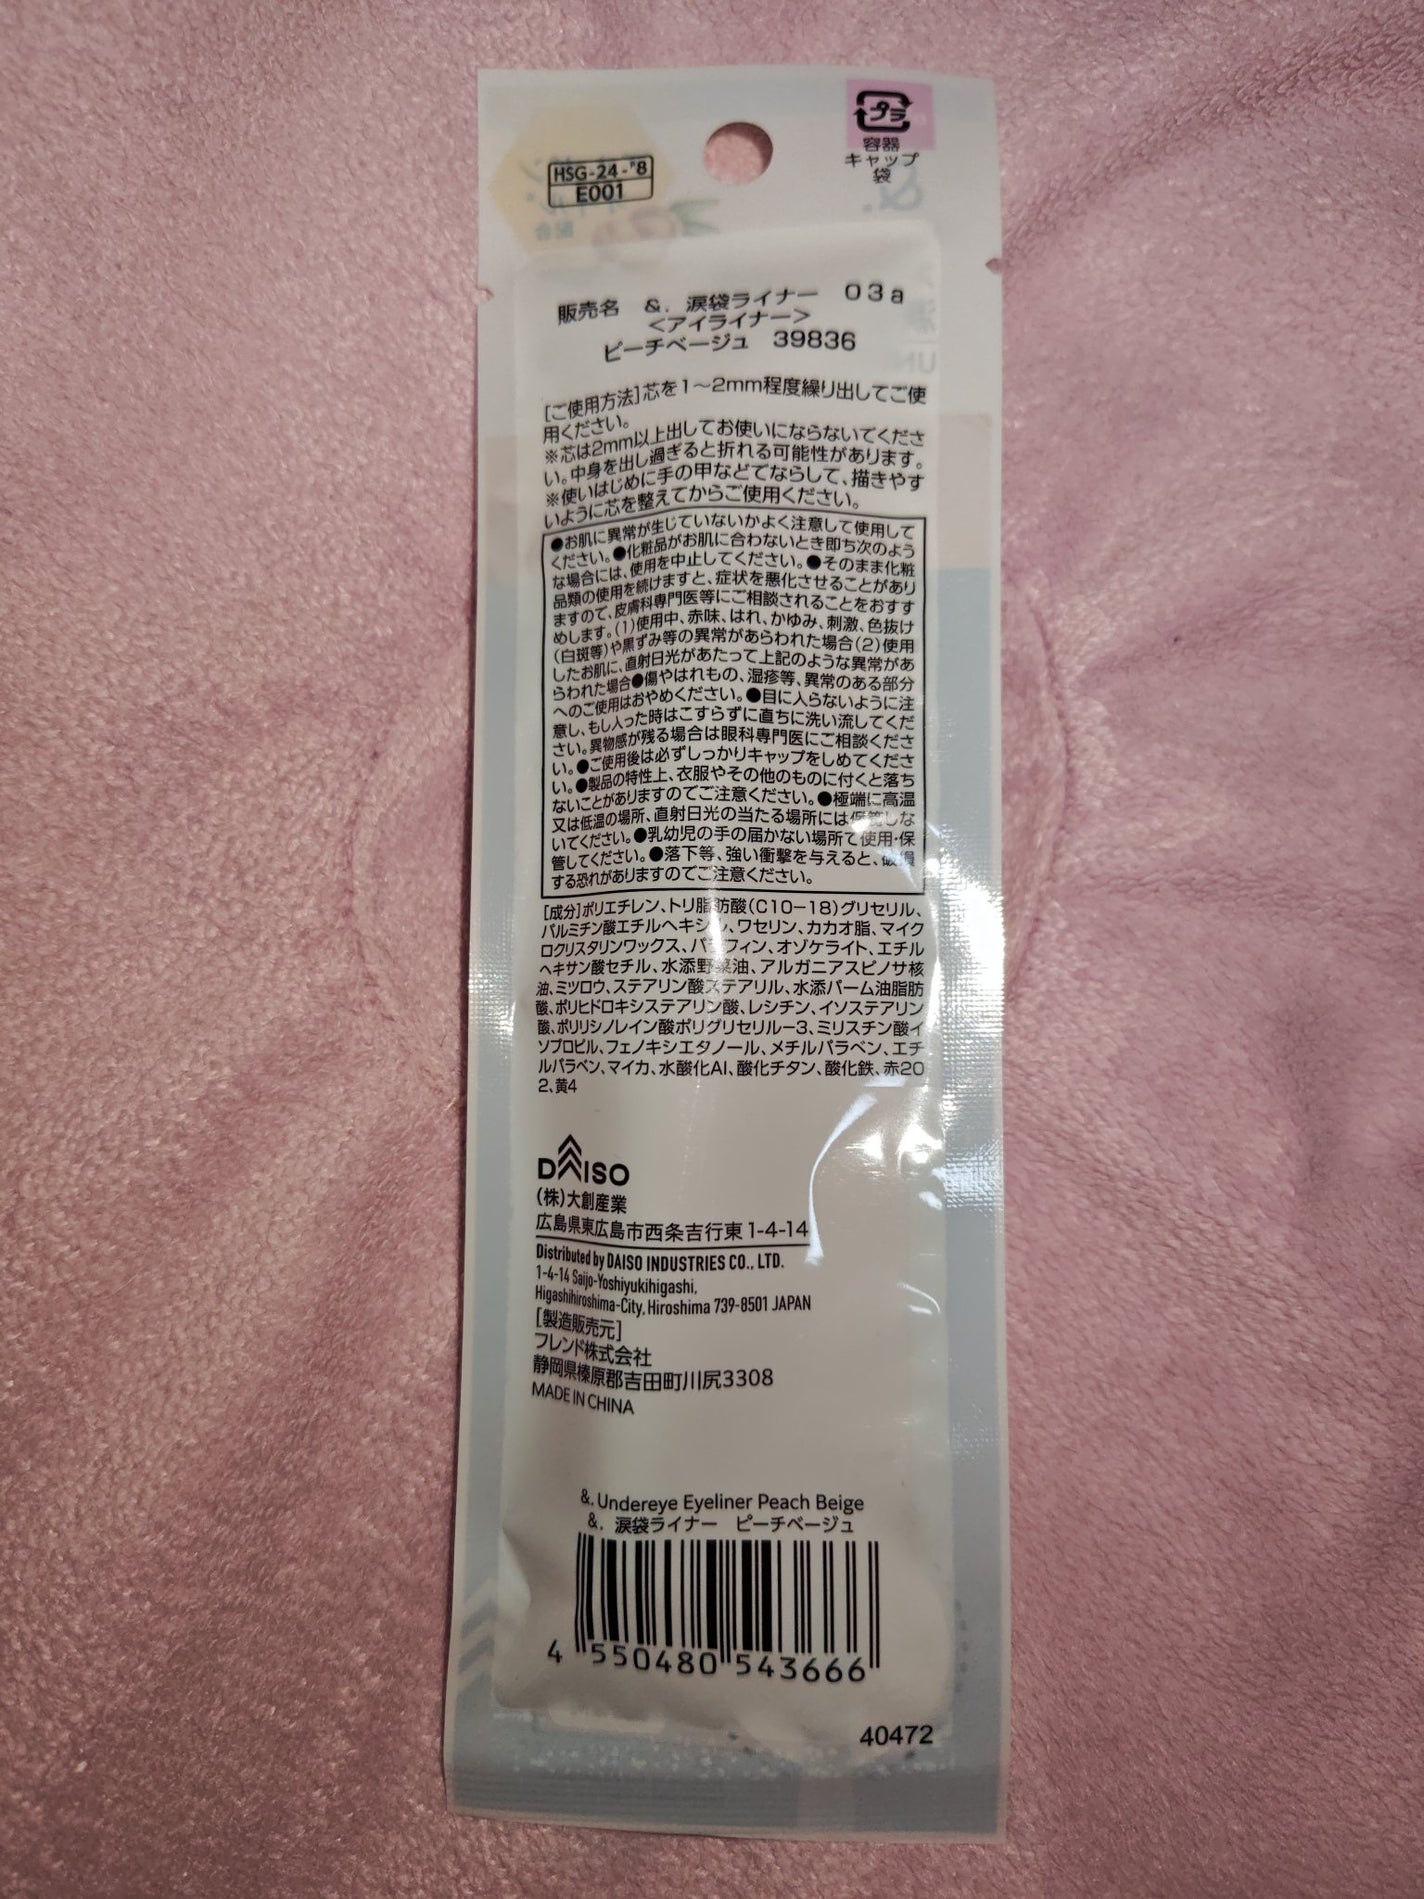 HSG-24-*8
E001
プラ
容器
キャップ
袋
販売名 &. 涙袋ライナー 03a
<アイライナー>
ピーチベージュ 39836
[ご使用方法]芯を1～2mm程度繰り出してご使
用ください。
※芯は2mm以上出してお使いにならないでくださ
い。中身を出し過ぎると折れる可能性があります。
※使いはじめに手の甲などでならして、描きやす
いように芯を整えてからご使用ください。
●お肌に異常が生じていないかよく注意して使用して
ください。●化粧品がお肌に合わないとき即ち次のよう
な場合には、使用を中止してください。●そのまま化粧
品類の使用を続けますと、症状を悪化させることがあり
ますので、皮膚科専門医等にご相談されることをおすす
めします。(1)使用中、赤味、はれ、かゆみ、刺激、色抜け
(白斑等)や黒ずみ等の異常があらわれた場合(2)使用
したお肌に、直射日光があたって上記のような異常があ
らわれた場合●傷やはれもの、湿疹等、異常のある部分
へのご使用はおやめください。●目に入らないように注
意し、もし入った時はこすらずに直ちに洗い流してくだ
さい。異物感が残る場合は眼科専門医にご相談くださ
い。●ご使用後は必ずしっかりキャップをしめてくださ
い。●製品の特性上、衣服やその他のものに付くと落ち
ないことがありますのでご注意ください。●極端に高温
又は低温の場所、直射日光の当たる場所には保管しな
いでください。●乳幼児の手の届かない場所で使用・保
管してください。●落下等、強い衝撃を与えると、破損
する恐れがありますのでご注意ください。
[成分]ポリエチレン、トリ脂肪酸(C10-18)グリセリル、
パルミチン酸エチルヘキシル、ワセリン、カカオ脂、マイク
ロクリスタリンワックス、パラフィン、オゾケライト、エチル
ヘキサン酸セチル、水添野菜油、アルガニアスピノサ核
油、ミツロウ、ステアリン酸ステアリル、水添パーム油脂肪
酸、ポリヒドロキシステアリン酸、レシチン、イソステアリン
酸、ポリリシノレイン酸ポリグリセリル-3、ミリスチン酸イ
ソプロピル、フェノキシエタノール、メチルパラベン、エチ
ルパラベン、マイカ、水酸化Al、酸化チタン、酸化鉄、赤20
2、黄4
DAISO
(株)大創産業
広島県東広島市西条吉行東1-4-14
Distributed by DAISO INDUSTRIES CO., LTD.
1-4-14 Saijo-Yoshiyukihigashi,
Higashihiroshima-City, Hiroshima 739-8501 JAPAN
[製造販売元]
フレンド株式会社
静岡県榛原郡吉田町川尻3308
MADE IN CHINA
&. Undereye Eyeliner Peach Beige
&. 涙袋ライナー ピーチベージュ
4 550480 543666
40472